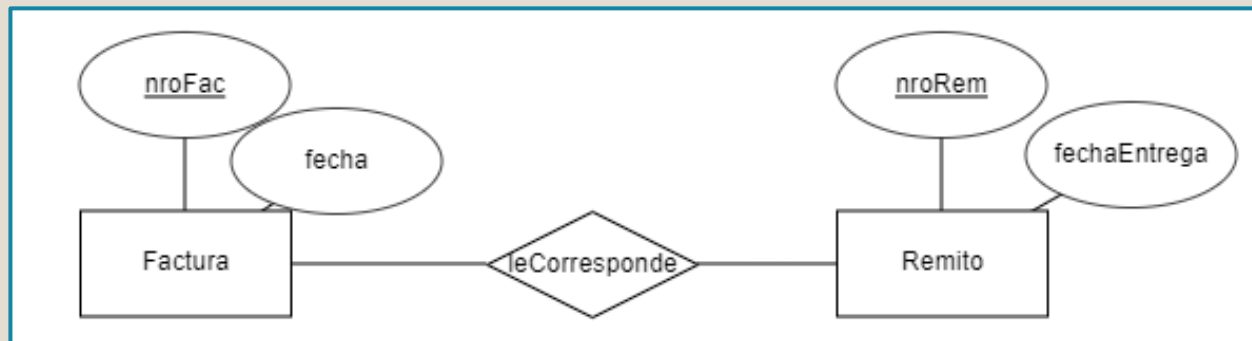 nroFac
fecha
Factura
leCorresponde
nroRem
fechaEntrega
Remito